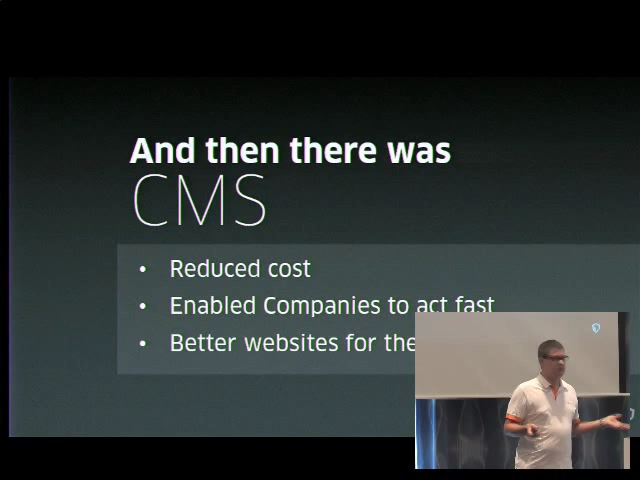 And then there was
CMS
• Reduced cost
• Enabled Companies to act fast
• Better websites for the